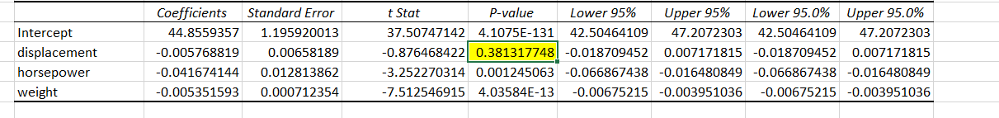 Coefficients Standard Error t Stat P-value Lower 95% Upper 95% Lower 95.0% Upper 95.0%
Intercept 44.8559357 1.195920013 37.50747142 4.1075E-131 42.50464109 47.2072303 42.50464109 47.2072303
displacement -0.005768819 0.00658189 -0.876468422 0.381317748 -0.018709452 0.007171815 -0.018709452 0.007171815
horsepower -0.041674144 0.012813862 -3.252270314 0.001245063 -0.066867438 -0.016480849 -0.066867438 -0.016480849
weight -0.005351593 0.000712354 -7.512546915 4.03584E-13 -0.00675215 -0.003951036 -0.00675215 -0.003951036